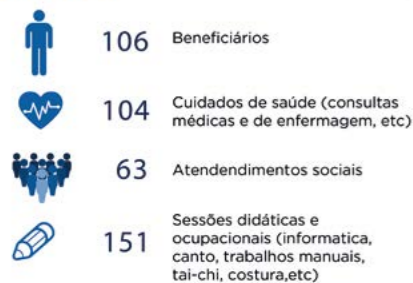 106 Beneficiários
104 Cuidados de saúde (consultas
médicas e de enfermagem, etc)
63 Atendendimentos sociais
Sessões didáticas e
151 ocupacionais (informatica,
canto, trabalhos manuais,
tai-chi, costura,etc)